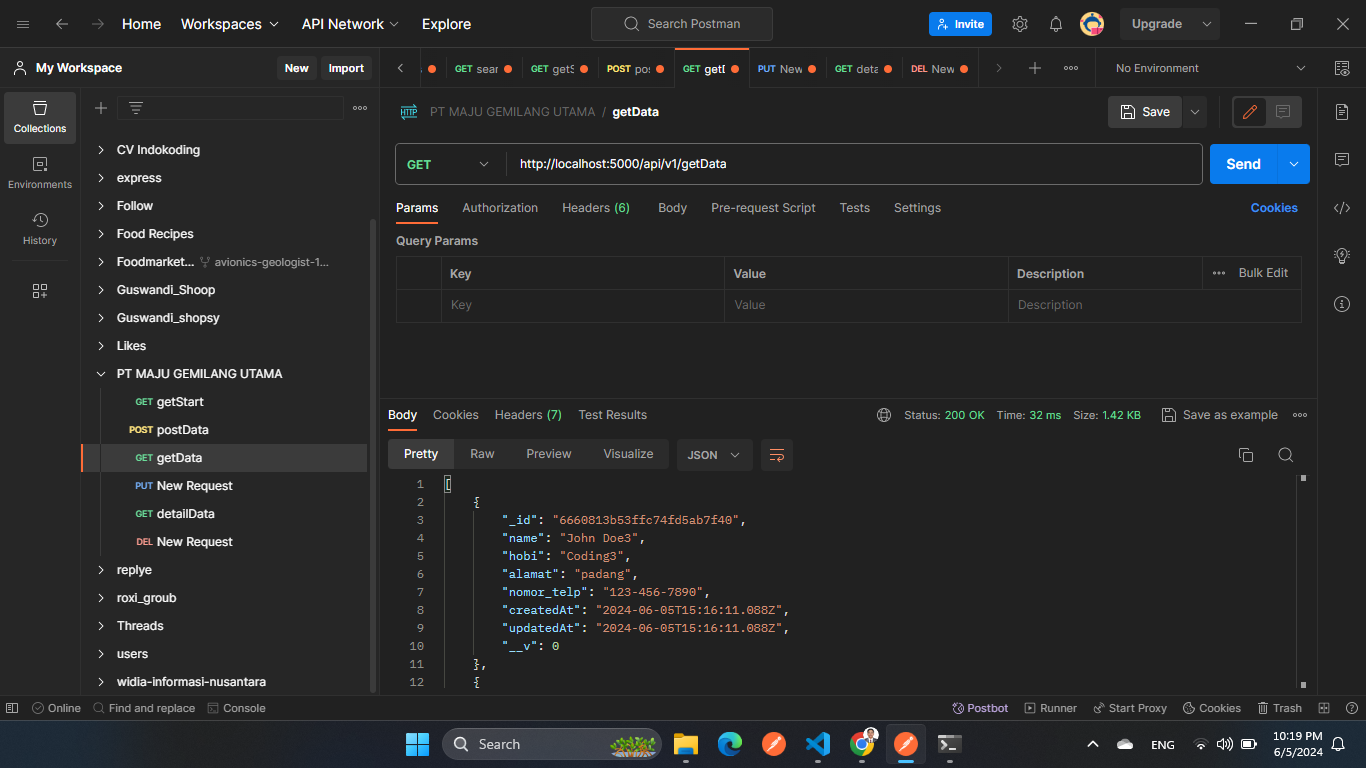 Home Workspaces API Network Explore Search Postman Invite Upgrade
My Workspace New Import GET sear GET getS POST pos GET getD PUT New GET deta DEL New No Environment
Collections
Environments
History
CV Indokoding
express
Follow
Food Recipes
Foodmarket... avionics-geologist-1...
Guswandi_Shoop
Guswandi_shopsy
Likes
PT MAJU GEMILANG UTAMA
GET getStart
POST postData
GET getData
PUT New Request
GET detailData
DEL New Request
replye
roxi_groub
Threads
users
widia-informasi-nusantara
HTTP PT MAJU GEMILANG UTAMA / getData Save
GET http://localhost:5000/api/v1/getData Send
Params Authorization Headers (6) Body Pre-request Script Tests Settings Cookies
Query Params
Key Value Description Bulk Edit
Key Value Description
Body Cookies Headers (7) Test Results Status: 200 OK Time: 32 ms Size: 1.42 KB Save as example
Pretty Raw Preview Visualize JSON
1 [
2 {
3 "_id": "6660813b53ffc74fd5ab7f40",
4 "name": "John Doe3",
5 "hobi": "Coding3",
6 "alamat": "padang",
7 "nomor_telp": "123-456-7890",
8 "createdAt": "2024-06-05T15:16:11.088Z",
9 "updatedAt": "2024-06-05T15:16:11.088Z",
10 "__v": 0
11 },
12 {
Online Find and replace Console Postbot Runner Start Proxy Cookies Trash
Search ENG 10:19 PM
6/5/2024